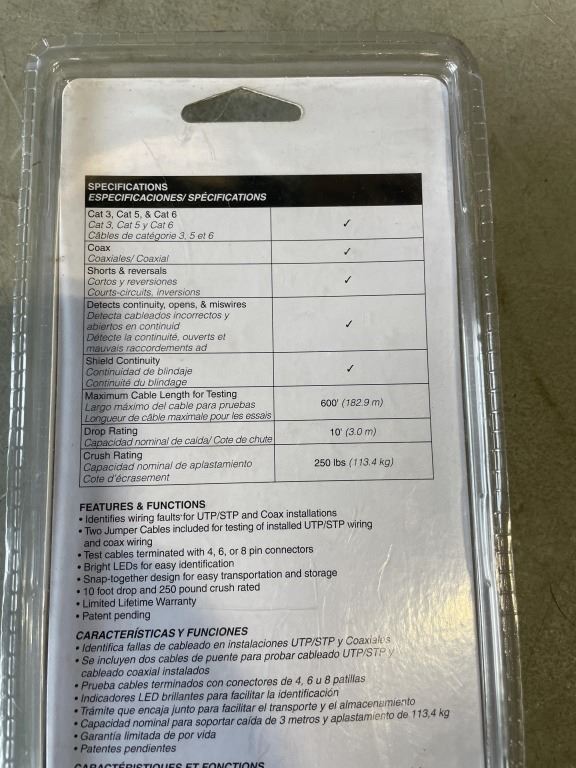 SPECIFICATIONS
ESPECIFICACIONES/ SPÉCIFICATIONS
Cat 3, Cat 5, & Cat 6
Cat 3, Cat 5 y Cat 6
Câbles de catégorie 3, 5 et 6
✓
Coax
Coaxiales/ Coaxial
✓
Shorts & reversals
Cortos y reversiones
Courts-circuits, inversions
✓
Detects continuity, opens, & miswires
Detecta cableados incorrectos y
abiertos en continuid
Détecte la continuité, ouverts et
mauvais raccordements ad
✓
Shield Continuity
Continuidad de blindaje
Continuité du blindage
✓
Maximum Cable Length for Testing
Largo máximo del cable para pruebas
Longueur de câble maximale pour les essais
600' (182.9 m)
Drop Rating
Capacidad nominal de caída/ Cote de chute
10' (3.0 m)
Crush Rating
Capacidad nominal de aplastamiento
Cote d'écrasement
250 lbs (113.4 kg)
FEATURES & FUNCTIONS
• Identifies wiring faults for UTP/STP and Coax installations
• Two Jumper Cables included for testing of installed UTP/STP wiring
and coax wiring
• Test cables terminated with 4, 6, or 8 pin connectors
• Bright LEDs for easy identification
• Snap-together design for easy transportation and storage
• 10 foot drop and 250 pound crush rated
• Limited Lifetime Warranty
• Patent pending
CARACTERÍSTICAS Y FUNCIONES
• Identifica fallas de cableado en instalaciones UTP/STP y Coaxiales
• Se incluyen dos cables de puente para probar cableado UTP/STP y
cableado coaxial instalados
• Prueba cables terminados con conectores de 4, 6 u 8 patillas
• Indicadores LED brillantes para facilitar la identificación
• Trámite que encaja junto para facilitar el transporte y el almacenamiento
• Capacidad nominal para soportar caída de 3 metros y aplastamiento de 113,4 kg
• Garantía limitada de por vida
• Patentes pendientes
CARACTÉRISTIQUES ET FONCTIONS